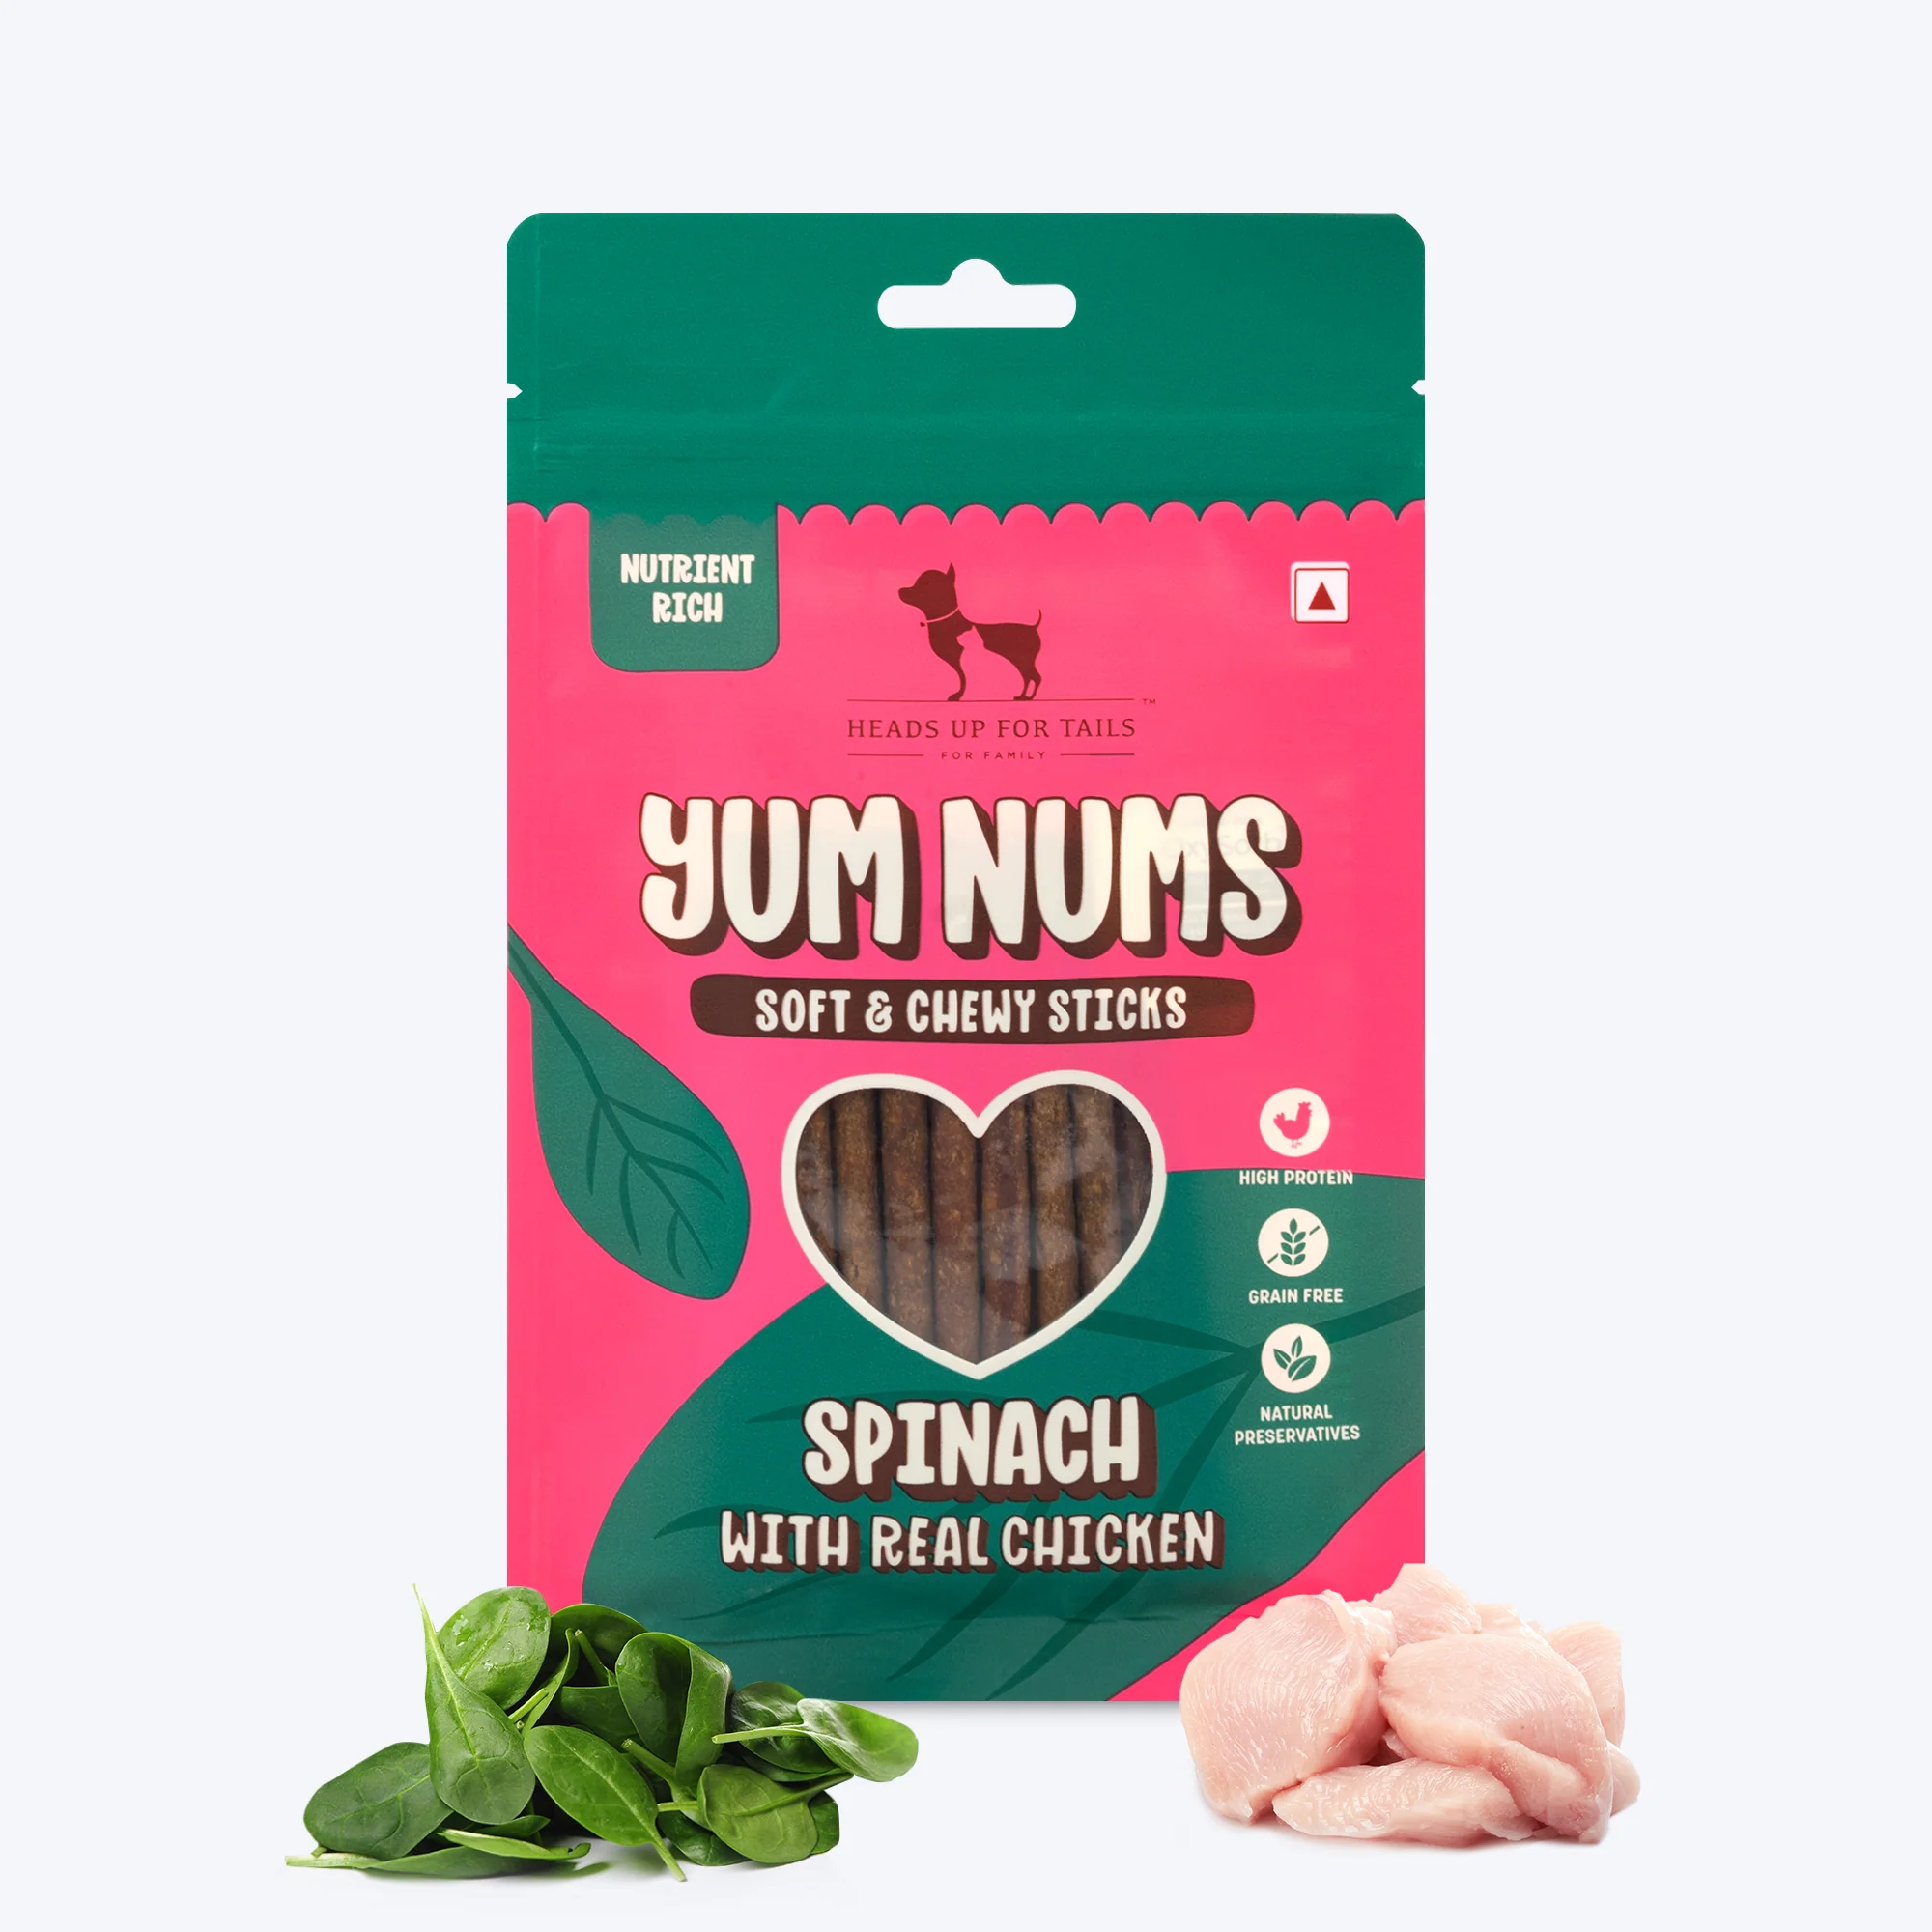 NUTRIENT
RICH
HEADS UP FOR TAILS
™
FOR FAMILY
YUM NUMS
SOFT & CHEWY STICKS
HIGH PROTEIN
GRAIN FREE
NATURAL
PRESERVATIVES
SPINACH
WITH REAL CHICKEN